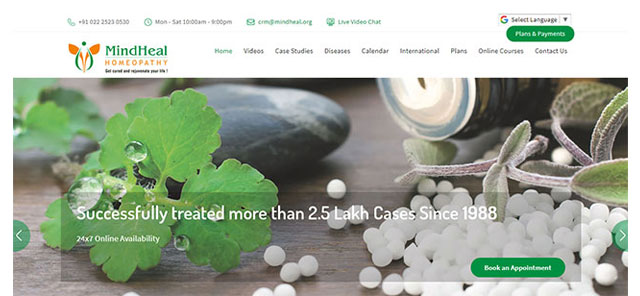 +91 022 2523 0530
Mon - Sat 10:00am - 9:00pm
crm@mindheal.org
Live Video Chat
Select Language
Plans & Payments
MindHeal
HOMEOPATHY
Get cured and rejuvenate your life !
Home Videos Case Studies Diseases Calendar International Plans Online Courses Contact Us
Successfully treated more than 2.5 Lakh Cases Since 1988
24x7 Online Availability
Book an Appointment